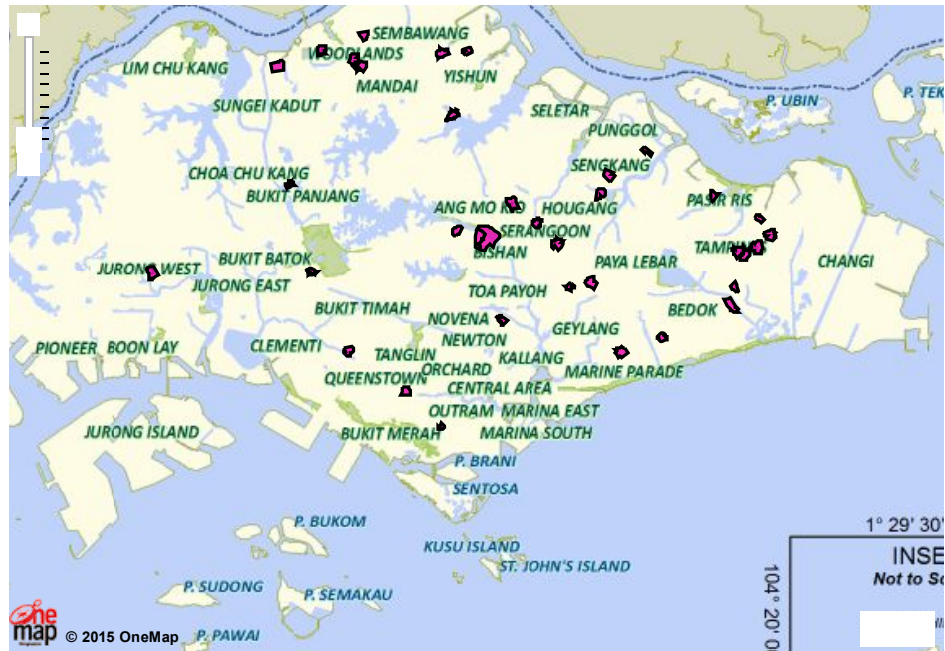 SEMBAWANG
WOODLANDS
LIM CHU KANG
MANDAI
YISHUN
SUNGEI KADUT
SELETAR
P. UBIN
P. TEK
PUNGGOL
SENGKANG
CHOA CHU KANG
BUKIT PANJANG
ANG MO KIO
HOUGANG
PASIR RIS
SERANGOON
BISHAN
TAMPIN
PAYA LEBAR
CHANGI
BUKIT BATOK
JURONG WEST
JURONG EAST
TOA PAYOH
BUKIT TIMAH
NOVENA
BEDOK
GEYLANG
NEWTON
PIONEER
BOON LAY
CLEMENTI
TANGLIN
KALLANG
ORCHARD
MARINE PARADE
QUEENSTOWN
CENTRAL AREA
OUTRAM
MARINA EAST
JURONG ISLAND
BUKIT MERAH
MARINA SOUTH
P. BRANI
SENTOSA
P. BUKOM
1° 29' 30'
KUSU ISLAND
INSE
ST. JOHN'S ISLAND
Not to Sc
104° 20' 0
P. SUDONG
P. SEMAKAU
One
map
© 2015 OneMap
P. PAWAI